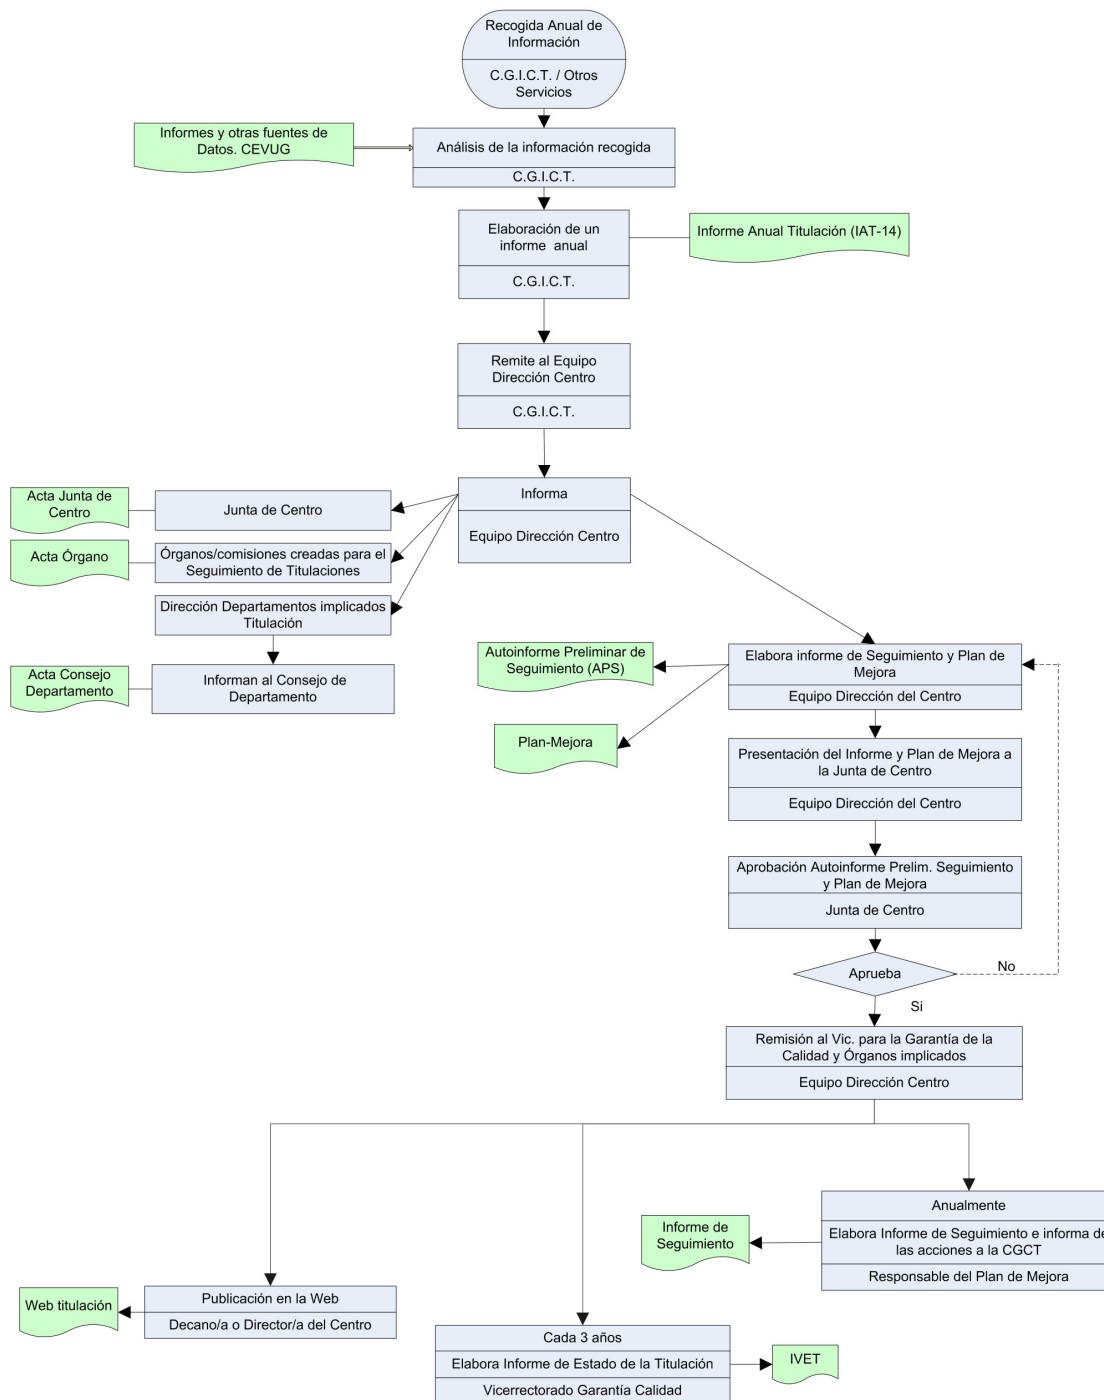 Recogida Anual de
Información
C.G.I.C.T. / Otros
Servicios
Informes y otras fuentes de
Datos. CEVUG
Análisis de la información recogida
C.G.I.C.T.
Elaboración de un
informe anual
C.G.I.C.T.
Informe Anual Titulación (IAT-14)
Remite al Equipo
Dirección Centro
C.G.I.C.T.
Informa
Equipo Dirección Centro
Acta Junta de
Centro
Junta de Centro
Acta Órgano
Órganos/comisiones creadas para el
Seguimiento de Titulaciones
Dirección Departamentos implicados
Titulación
Acta Consejo
Departamento
Informan al Consejo de
Departamento
Autoinforme Preliminar de
Seguimiento (APS)
Plan-Mejora
Elabora informe de Seguimiento y Plan de
Mejora
Equipo Dirección del Centro
Presentación del Informe y Plan de Mejora a
la Junta de Centro
Equipo Dirección del Centro
Aprobación Autoinforme Prelim. Seguimiento
y Plan de Mejora
Junta de Centro
Aprueba
No
Si
Remisión al Vic. para la Garantía de la
Calidad y Órganos implicados
Equipo Dirección Centro
Anualmente
Elabora Informe de Seguimiento e informa de
las acciones a la CGCT
Responsable del Plan de Mejora
Informe de
Seguimiento
Web titulación
Publicación en la Web
Decano/a o Director/a del Centro
Cada 3 años
Elabora Informe de Estado de la Titulación
Vicerrectorado Garantía Calidad
IVET